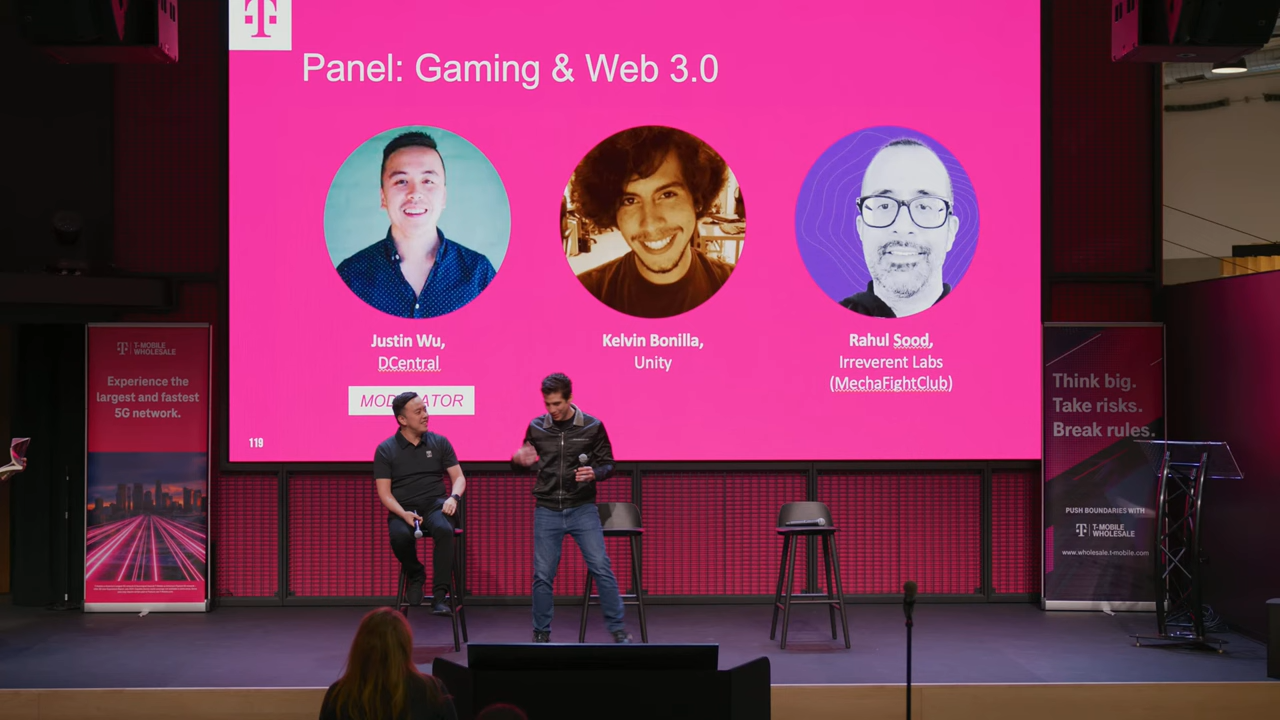 T
Panel: Gaming & Web 3.0
Justin Wu,
DCentral
Kelvin Bonilla,
Unity
Rahul Sood,
Irreverent Labs
(MechaFightClub)
119
T T-MOBILE
WHOLESALE
Experience the
largest and fastest
5G network.
Think big.
Take risks.
Break rules.
PUSH BOUNDARIES WITH
T T-MOBILE
WHOLESALE
www.wholesale.t-mobile.com